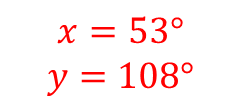 x = 53°
y = 108°